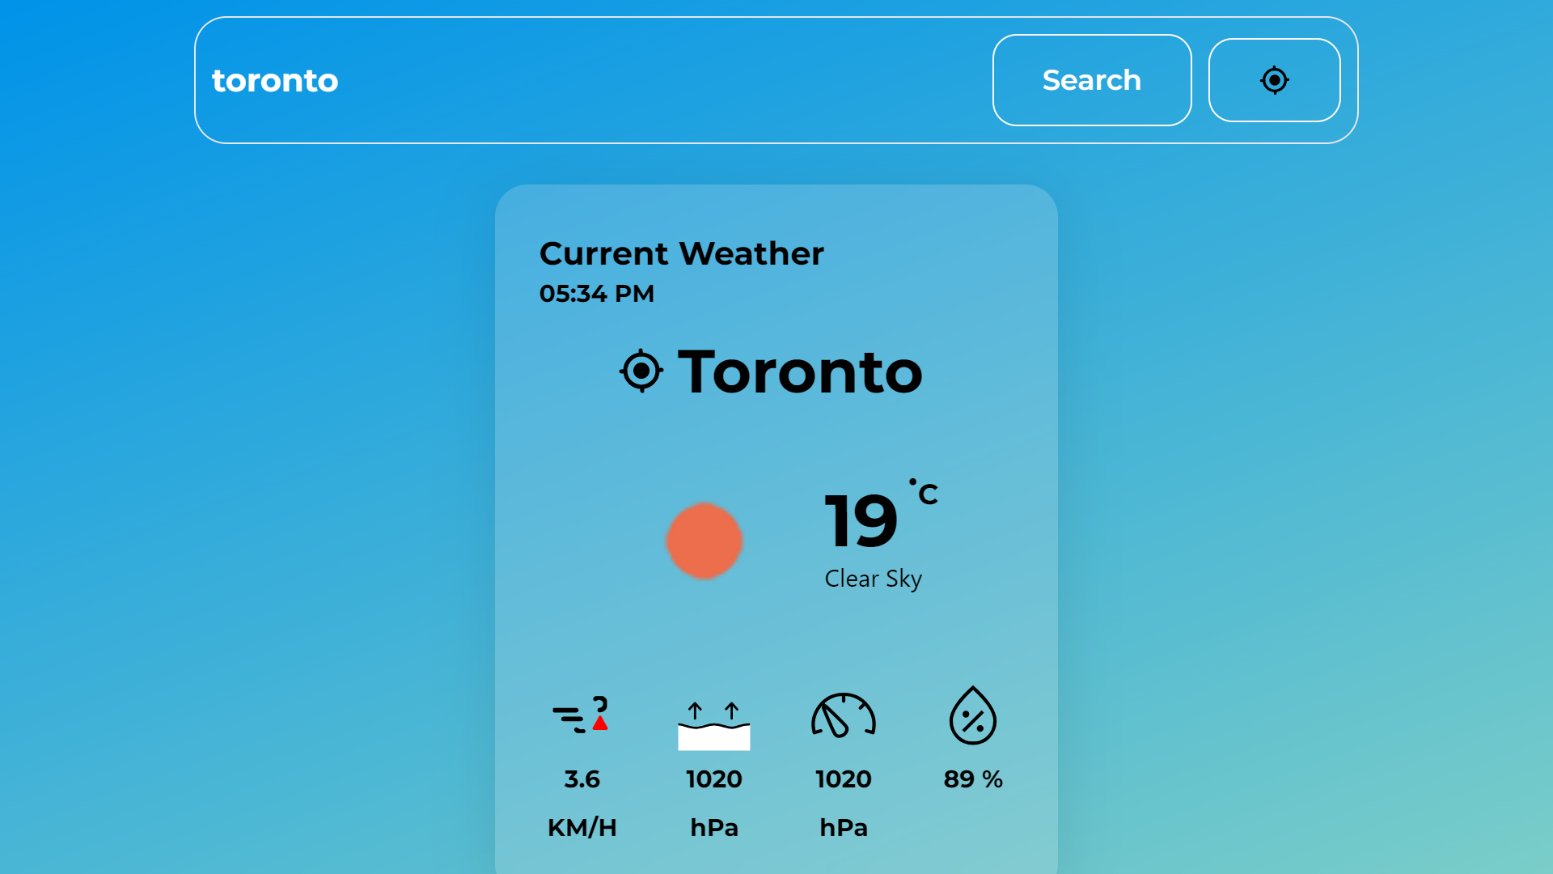 toronto
Search
Current Weather
05:34 PM
Toronto
19 °C
Clear Sky
3.6 KM/H
1020 hPa
1020 hPa
89 %